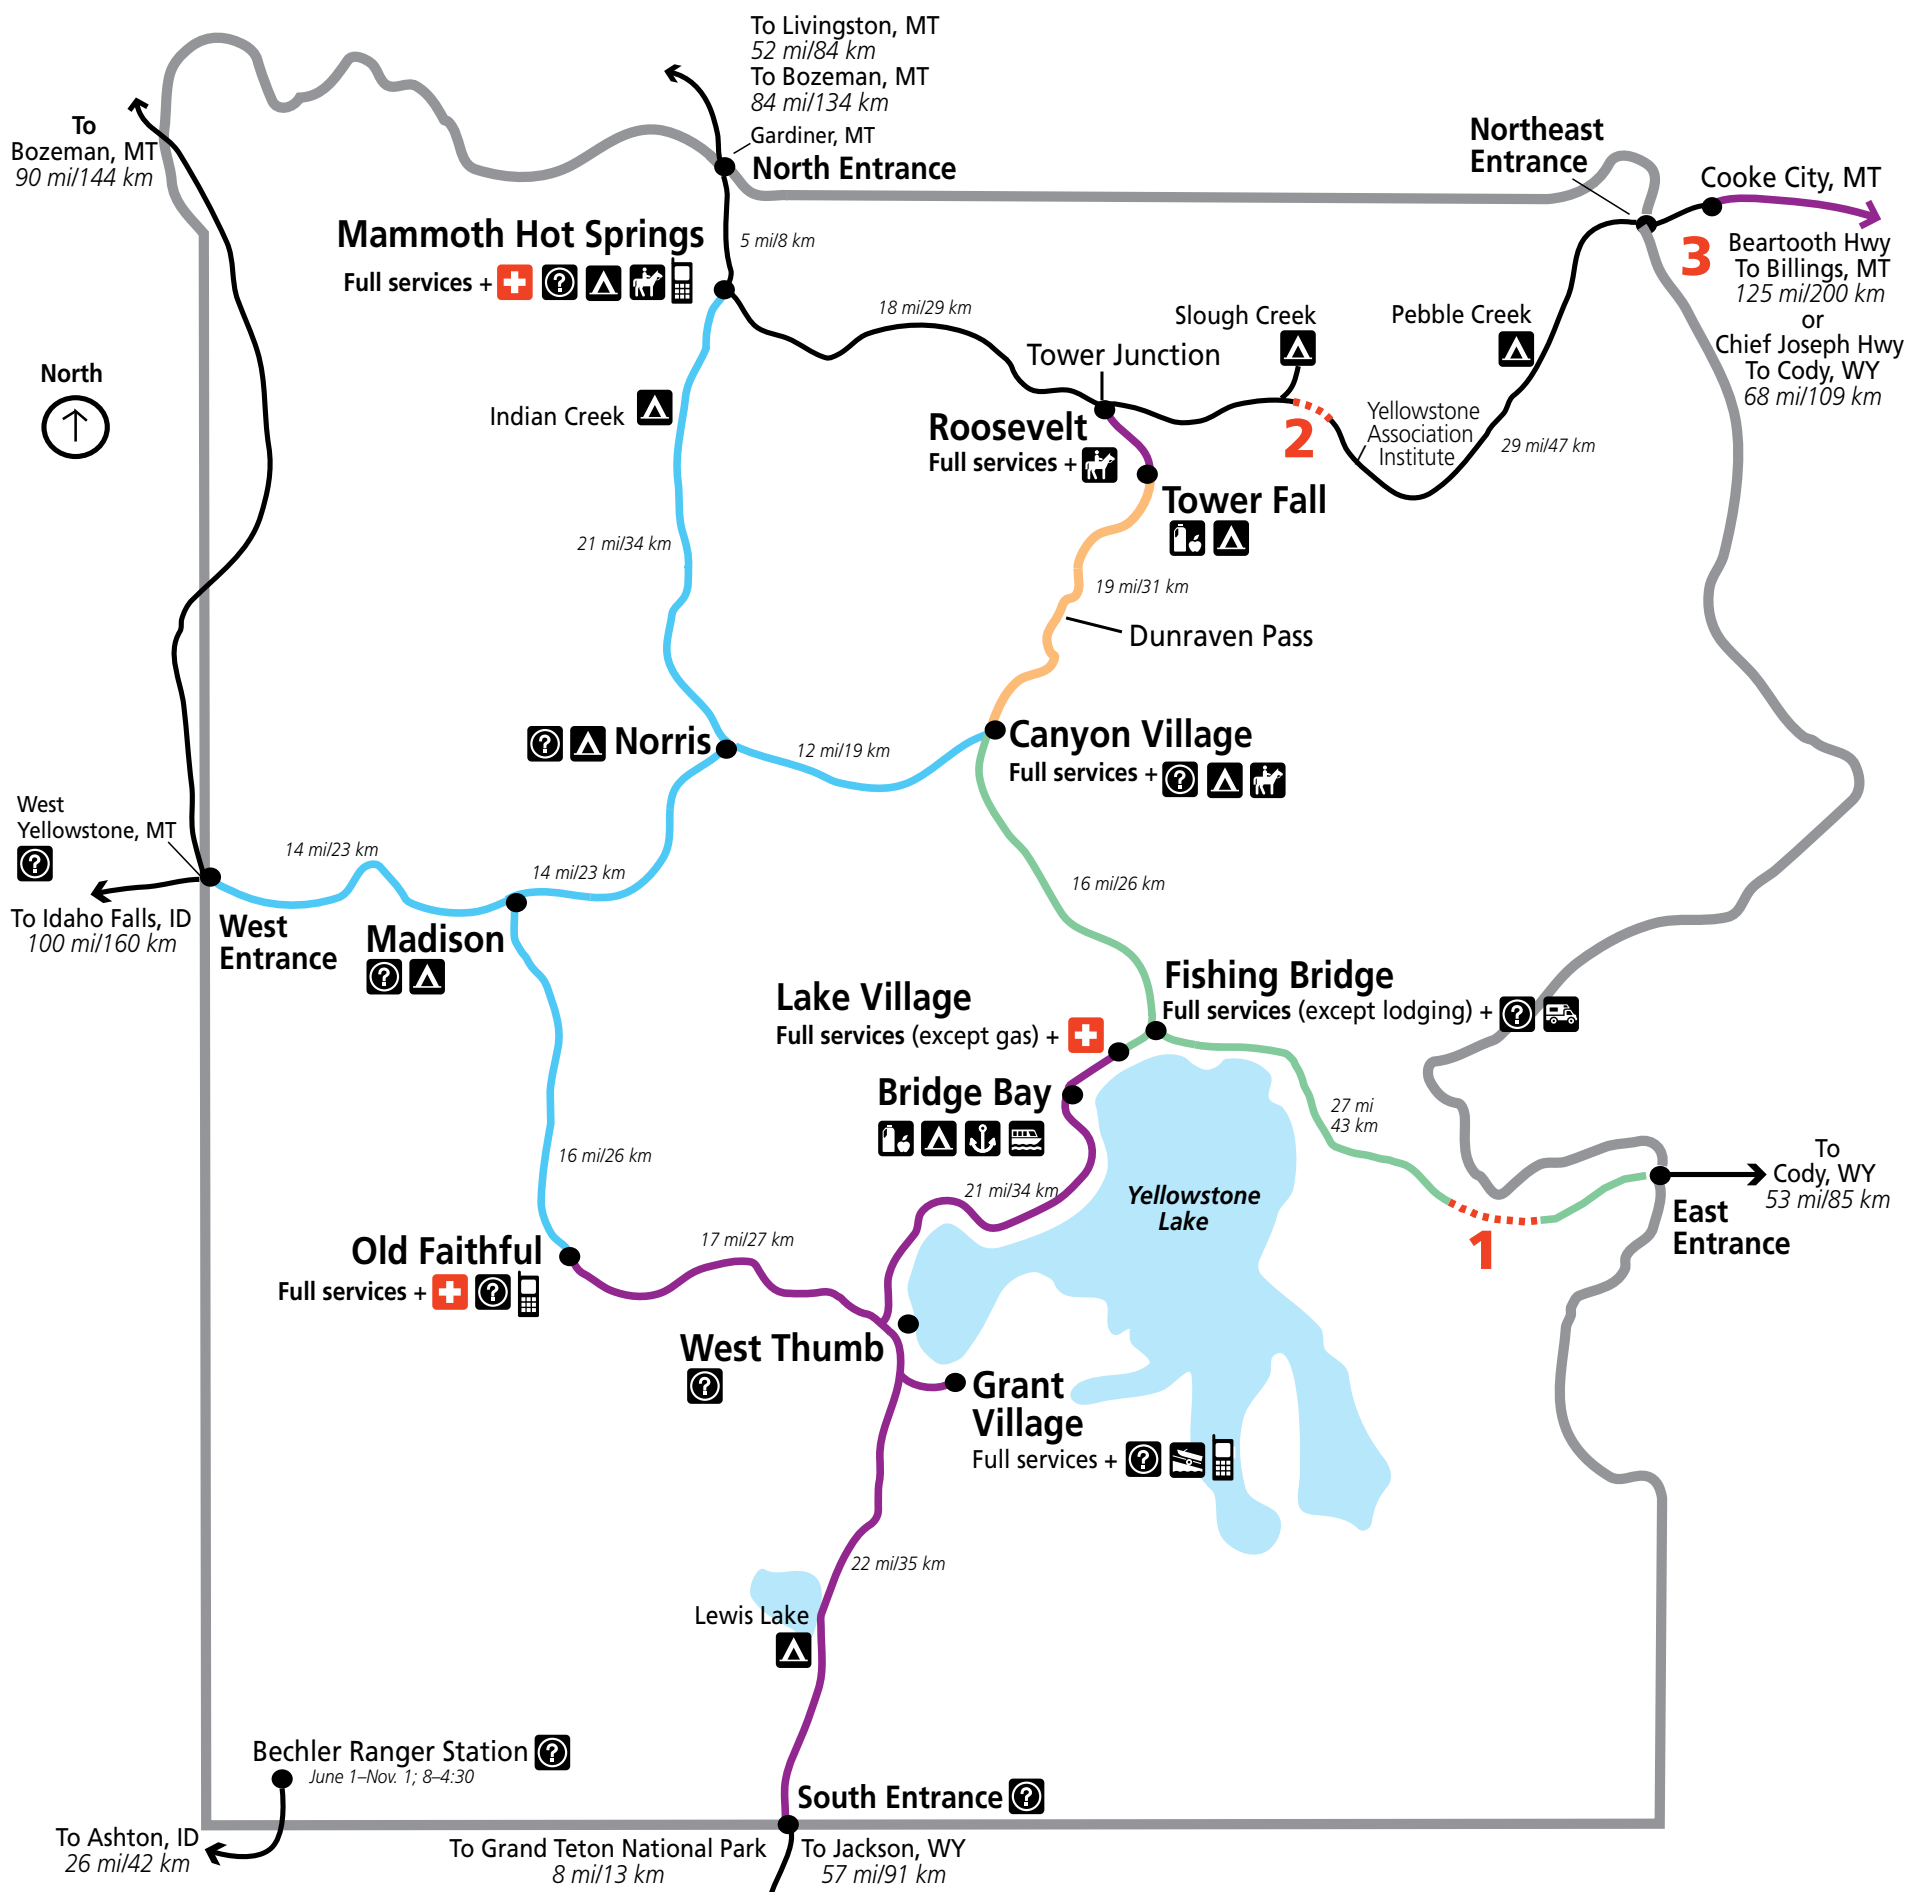 To Livingston, MT
52 mi/84 km
To Bozeman, MT
84 mi/134 km
Gardiner, MT
North Entrance
To
Bozeman, MT
90 mi/144 km
Northeast
Entrance
Cooke City, MT
3
Beartooth Hwy
To Billings, MT
125 mi/200 km
or
Chief Joseph Hwy
To Cody, WY
68 mi/109 km
Mammoth Hot Springs
Full services +
5 mi/8 km
18 mi/29 km
Slough Creek
Pebble Creek
Tower Junction
North
Indian Creek
Roosevelt
Full services +
2
Yellowstone
Association
Institute
29 mi/47 km
Tower Fall
21 mi/34 km
19 mi/31 km
Dunraven Pass
Norris
12 mi/19 km
Canyon Village
Full services +
West
Yellowstone, MT
14 mi/23 km
14 mi/23 km
16 mi/26 km
To Idaho Falls, ID
100 mi/160 km
West
Entrance
Madison
Fishing Bridge
Full services (except lodging) +
Lake Village
Full services (except gas) +
Bridge Bay
27 mi
43 km
16 mi/26 km
To
Cody, WY
53 mi/85 km
21 mi/34 km
Yellowstone
Lake
1
East
Entrance
Old Faithful
Full services +
17 mi/27 km
West Thumb
Grant
Village
Full services +
22 mi/35 km
Lewis Lake
Bechler Ranger Station
June 1–Nov. 1; 8–4:30
South Entrance
To Ashton, ID
26 mi/42 km
To Grand Teton National Park
8 mi/13 km
To Jackson, WY
57 mi/91 km